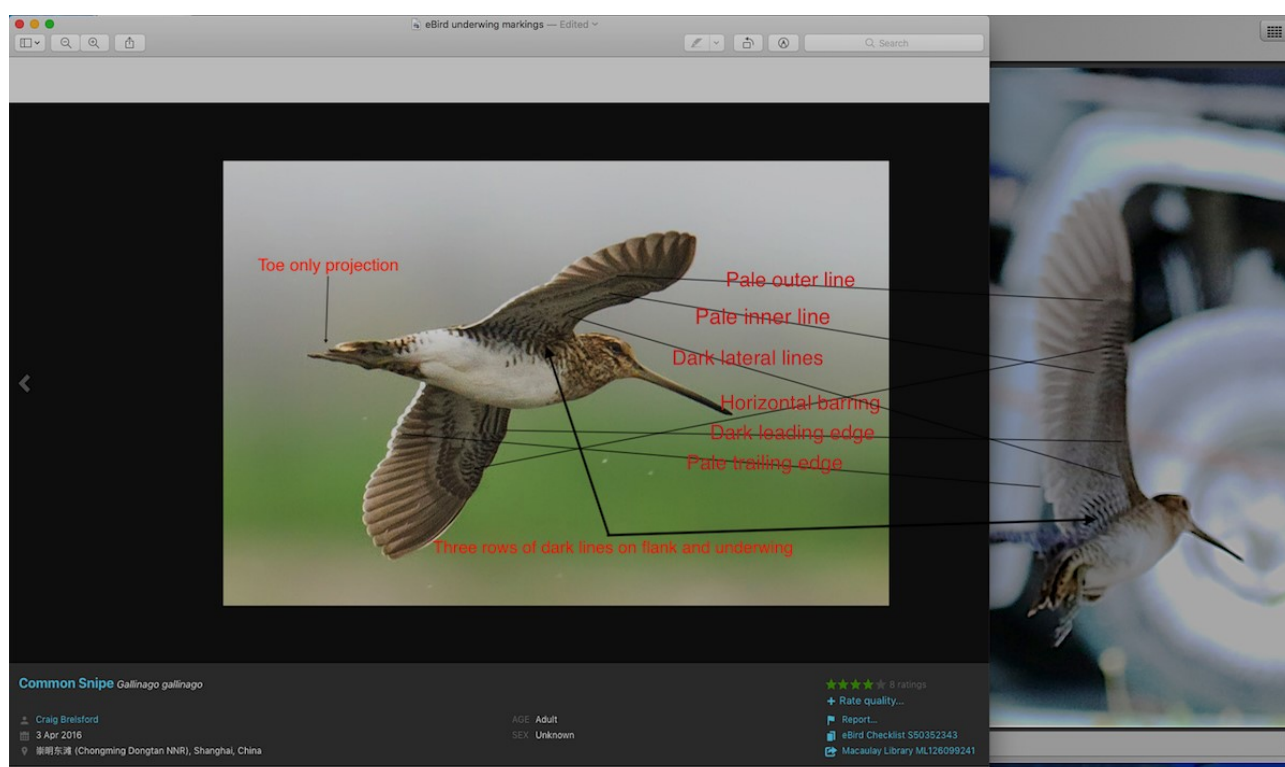 eBird underwing markings — Edited
Search
Toe only projection
Pale outer line
Pale inner line
Dark lateral lines
Horizontal barring
Dark leading edge
Pale trailing edge
Three rows of dark lines on flank and underwing
Common Snipe Gallinago gallinago
8 ratings
+ Rate quality...
Craig Brelsford
AGE Adult
Report...
3 Apr 2016
SEX Unknown
eBird Checklist S50352343
崇明东滩 (Chongming Dongtan NNR), Shanghai, China
Macaulay Library ML126099241